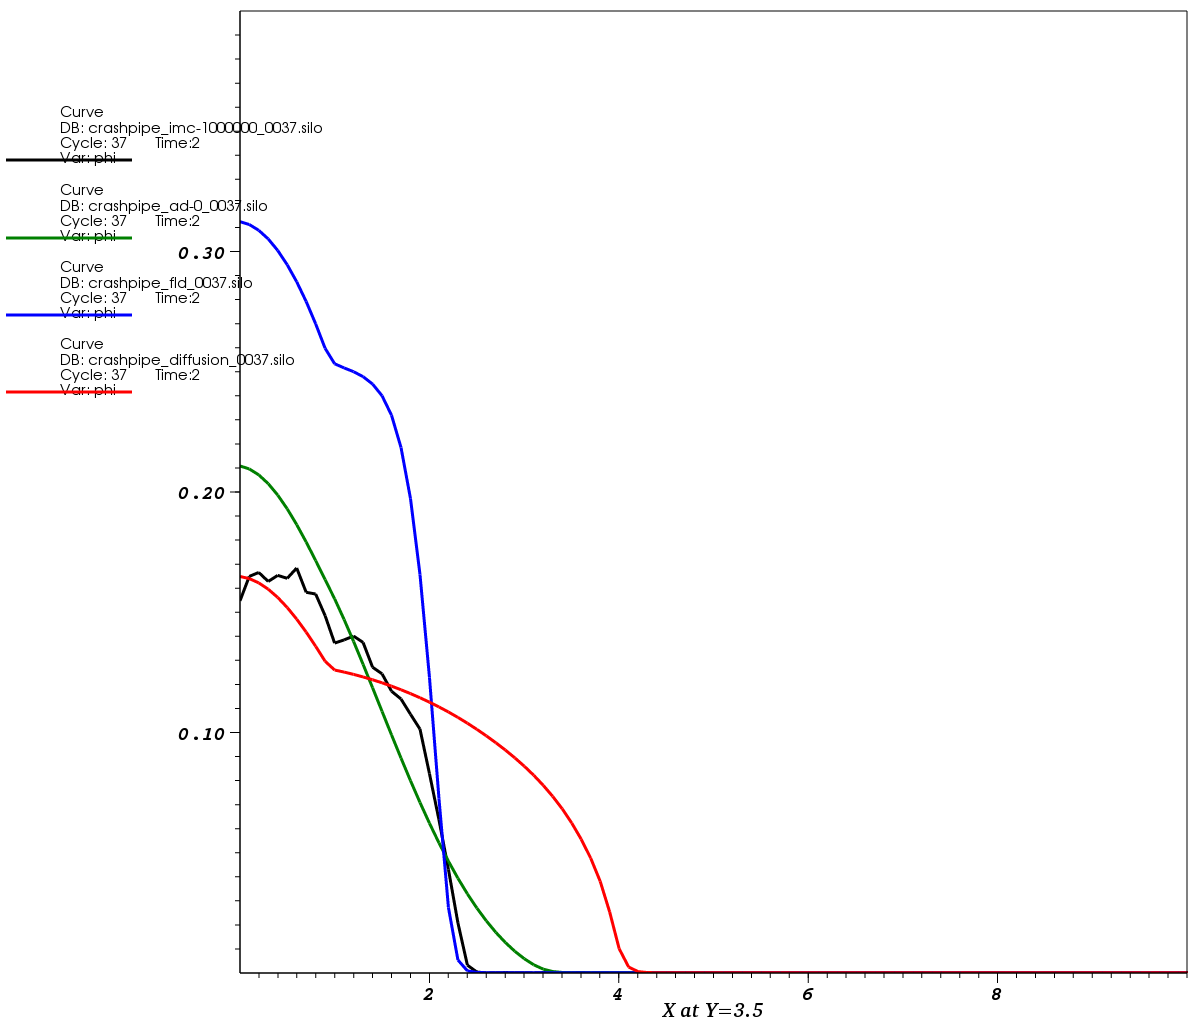 Curve
DB: crashpipe_imc-1000000_0037.silo
Cycle: 37 Time:2
Var: phi
Curve
DB: crashpipe_ad-0_0037.silo
Cycle: 37 Time:2
Var: phi
Curve
DB: crashpipe_fld_0037.silo
Cycle: 37 Time:2
Var: phi
Curve
DB: crashpipe_diffusion_0037.silo
Cycle: 37 Time:2
Var: phi
0.30
0.20
0.10
2 4 6 8
X at Y=3.5